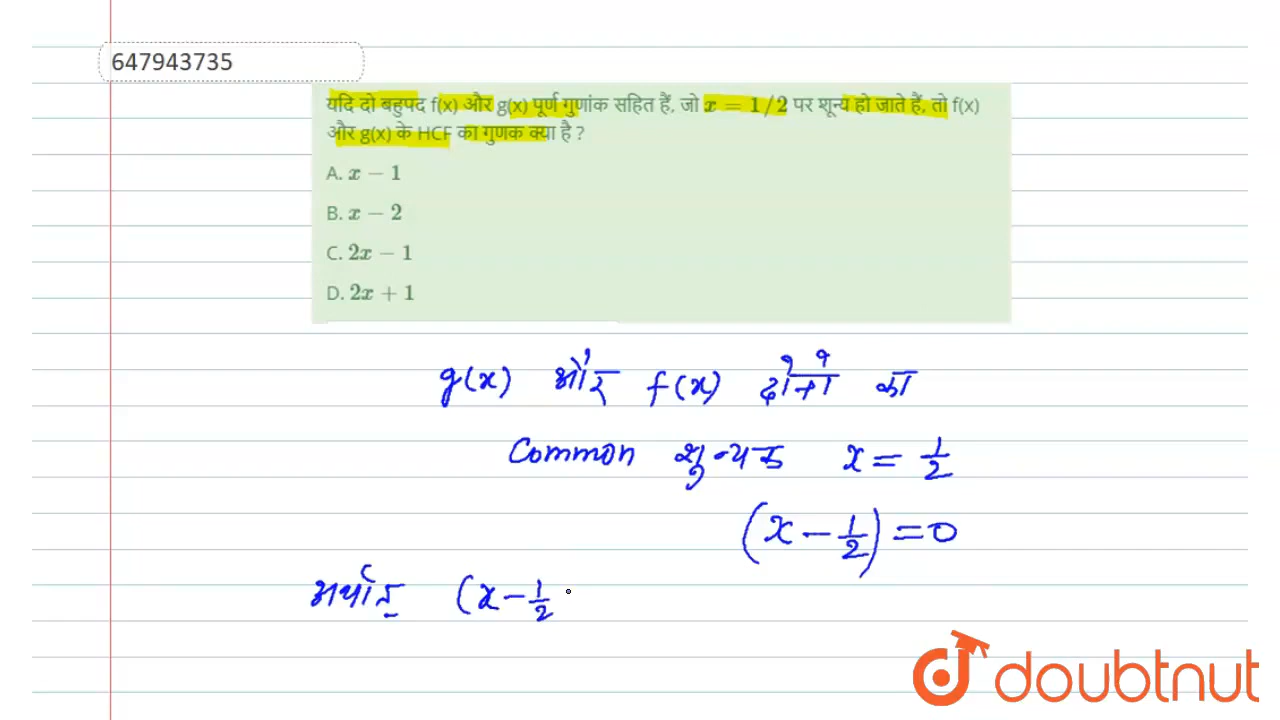 647943735
यदि दो बहुपद f(x) और g(x) पूर्ण गुणांक सहित हैं, जो x = 1/2 पर शून्य हो जाते हैं, तो f(x)
और g(x) के HCF का गुणक क्या है ?
A. x − 1
B. x − 2
C. 2x − 1
D. 2x + 1
g(x) और f(x) दोनों का
Common शुन्यक x = 1/2
(x − 1/2) = 0
अर्थात् (x − 1/2
doubtnut